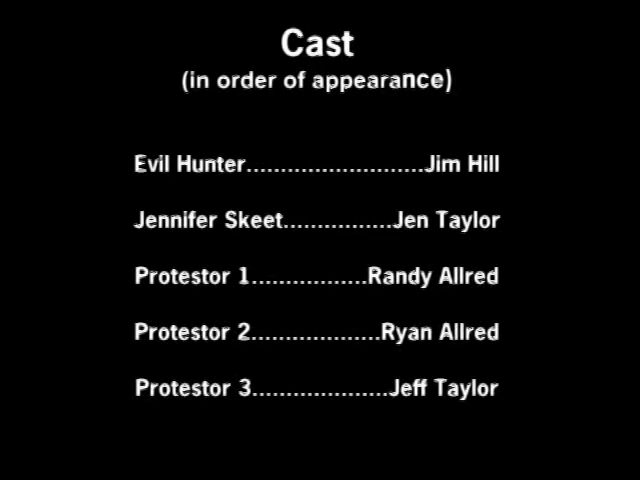 Cast
(in order of appearance)
Evil Hunter..........................Jim Hill
Jennifer Skeet................Jen Taylor
Protestor 1.................Randy Allred
Protestor 2...................Ryan Allred
Protestor 3....................Jeff Taylor